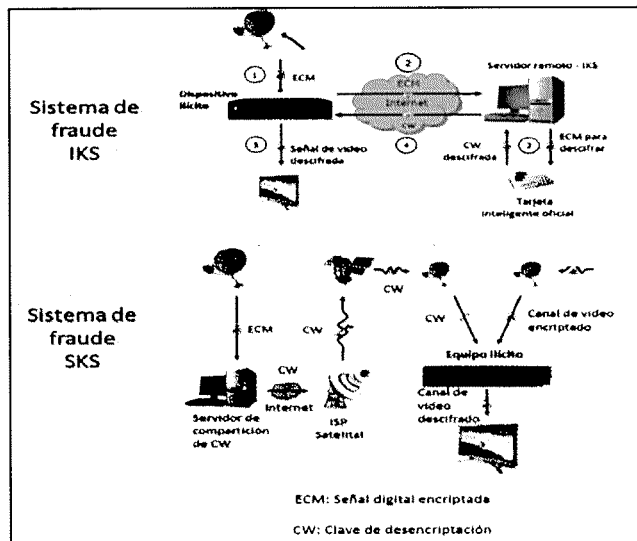 Sistema de
fraude
IKS
1
ECM
Dispositivo
ilícito
2
ECM
Internet
CW
4
Servidor remoto - IKS
CW
descifrada
3
ECM para
descifrar
Tarjeta
inteligente oficial
5
Señal de video
descifrada
Sistema de
fraude
SKS
ECM
CW
CW
Internet
Servidor de
compartición
de CW
ISP
Satelital
CW
CW
Canal de video
encriptado
Equipo ilícito
Canal de
video
descifrado
ECM: Señal digital encriptada
CW: Clave de desencriptación